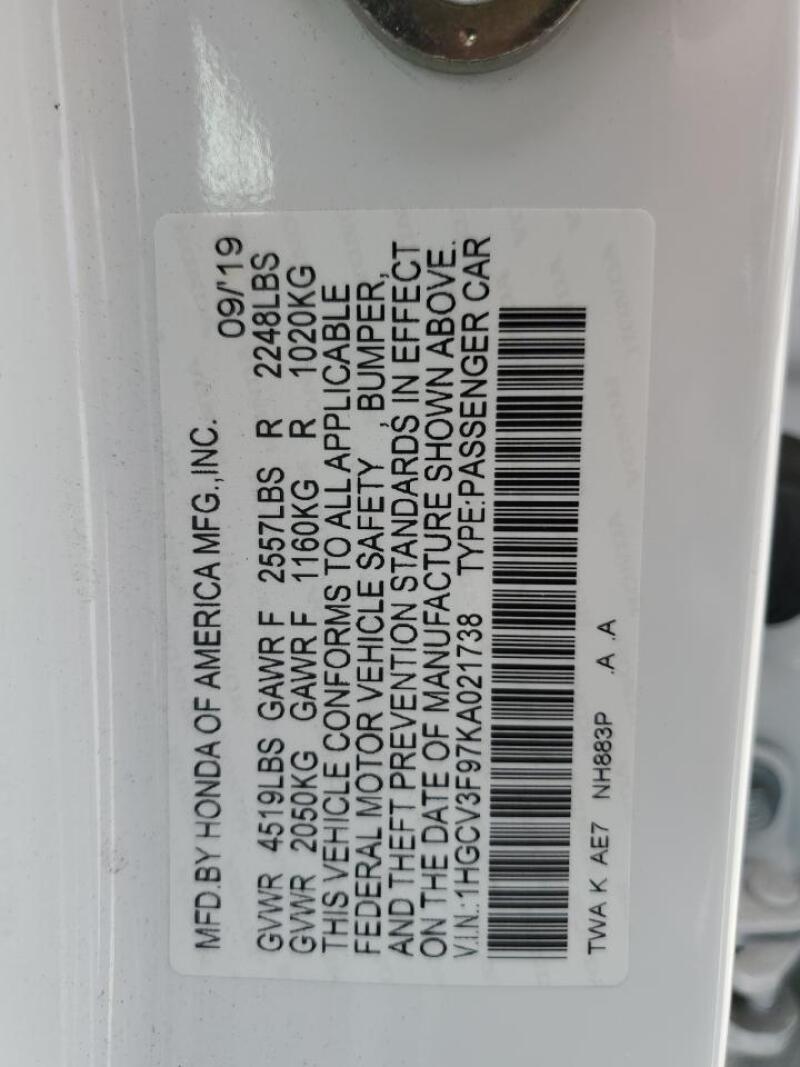 MFD.BY HONDA OF AMERICA MFG.,INC. 09/'19
GVWR 4519LBS GAWR F 2557LBS R 2248LBS
GVWR 2050KG GAWR F 1160KG R 1020KG
THIS VEHICLE CONFORMS TO ALL APPLICABLE
FEDERAL MOTOR VEHICLE SAFETY , BUMPER,
AND THEFT PREVENTION STANDARDS IN EFFECT
ON THE DATE OF MANUFACTURE SHOWN ABOVE.
V.I.N.:1HGCV3F97KA021738 TYPE:PASSENGER CAR
TWA K AE7 NH883P .A .A